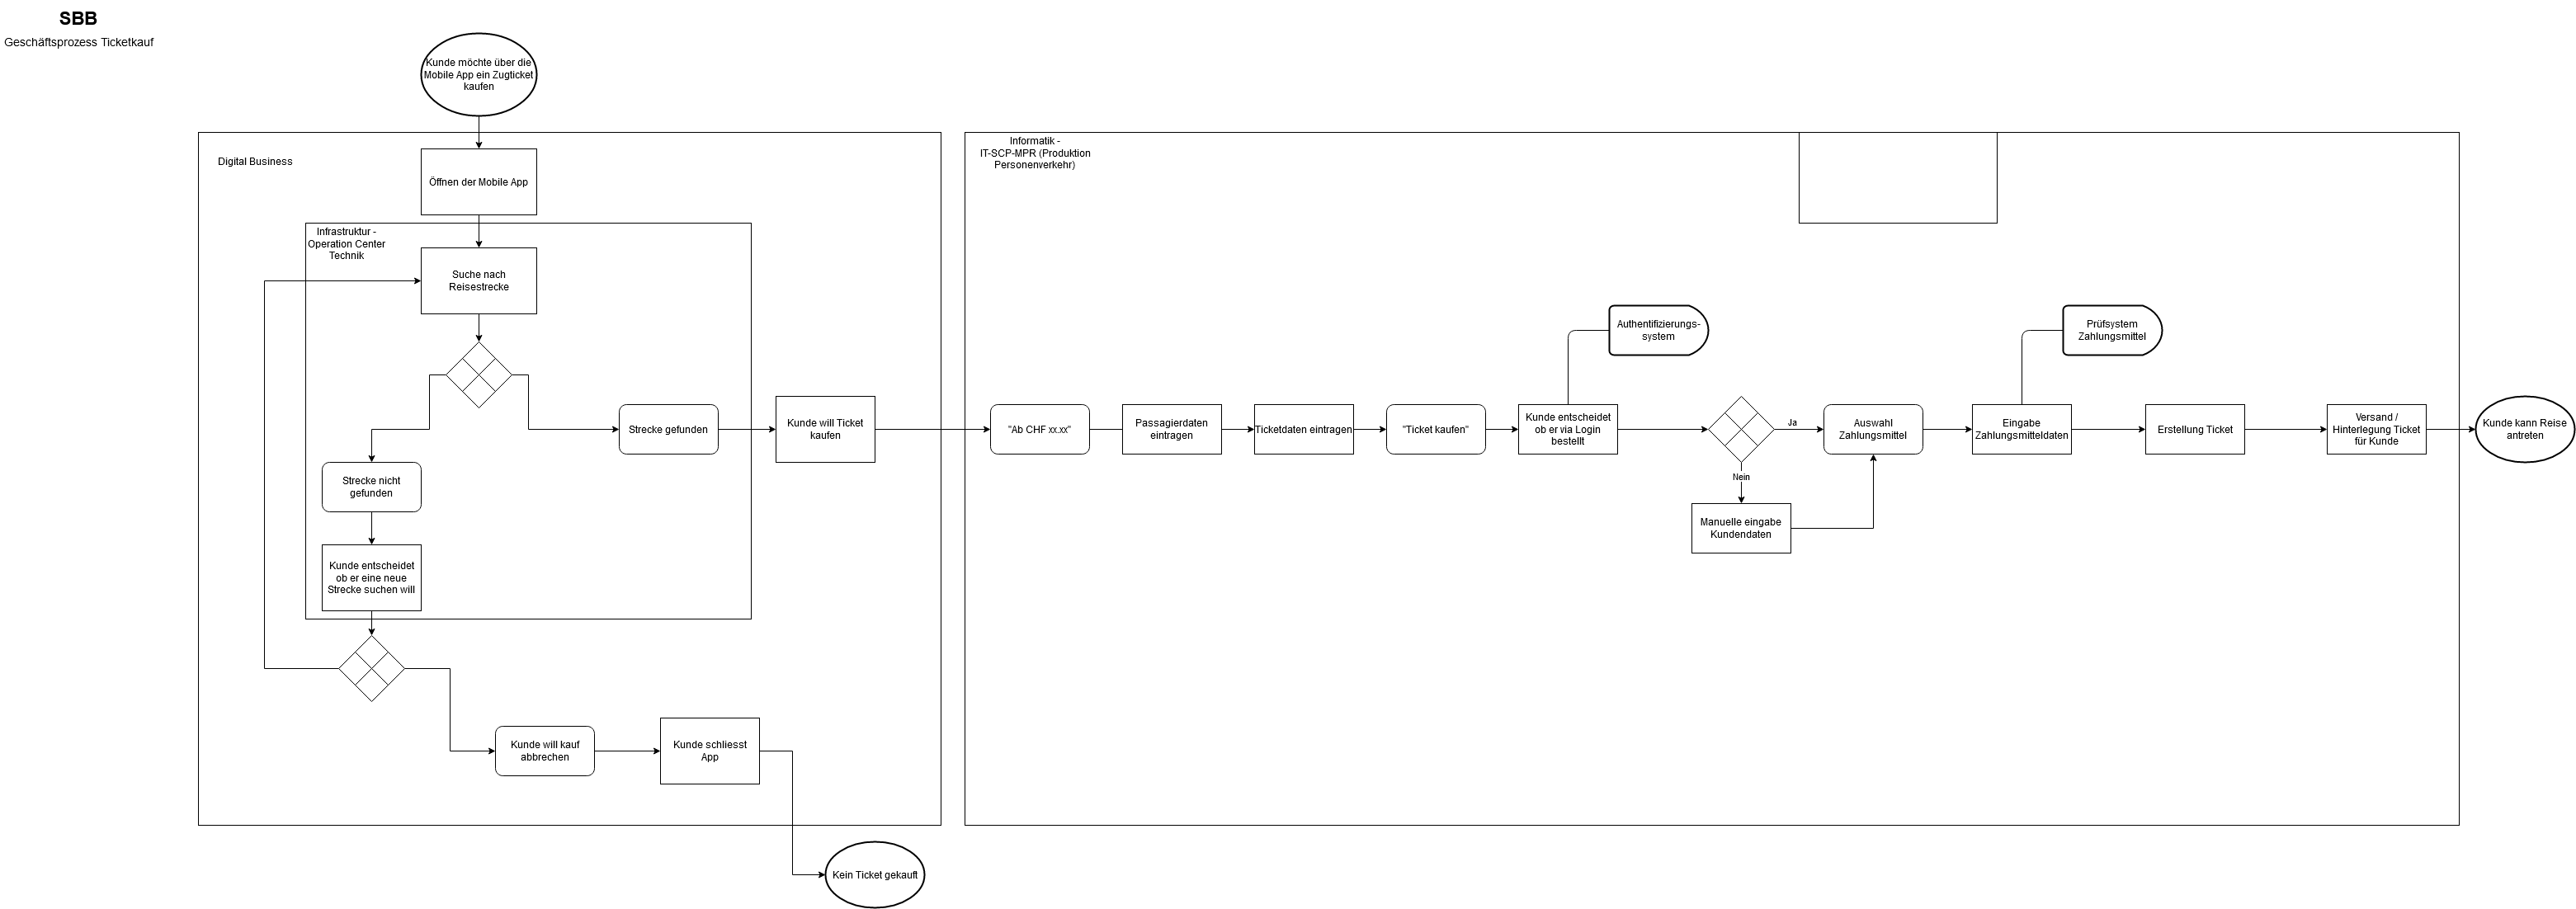 SBB
Geschäftsprozess Ticketkauf
Kunde möchte über die
Mobile App ein Zugticket
kaufen
Digital Business
Öffnen der Mobile App
Infrastruktur -
Operation Center
Technik
Suche nach
Reisestrecke
Strecke gefunden
Kunde will Ticket
kaufen
Strecke nicht
gefunden
Kunde entscheidet
ob er eine neue
Strecke suchen will
Kunde will kauf
abbrechen
Kunde schliesst
App
Kein Ticket gekauft
Informatik -
IT-SCP-MPR (Produktion
Personenverkehr)
"Ab CHF xx.xx"
Passagierdaten
eintragen
Ticketdaten eintragen
"Ticket kaufen"
Kunde entscheidet
ob er via Login
bestellt
Authentifizierungs-
system
Ja
Nein
Manuelle eingabe
Kundendaten
Auswahl
Zahlungsmittel
Eingabe
Zahlungsmitteldaten
Prüfsystem
Zahlungsmittel
Erstellung Ticket
Versand /
Hinterlegung Ticket
für Kunde
Kunde kann Reise
antreten